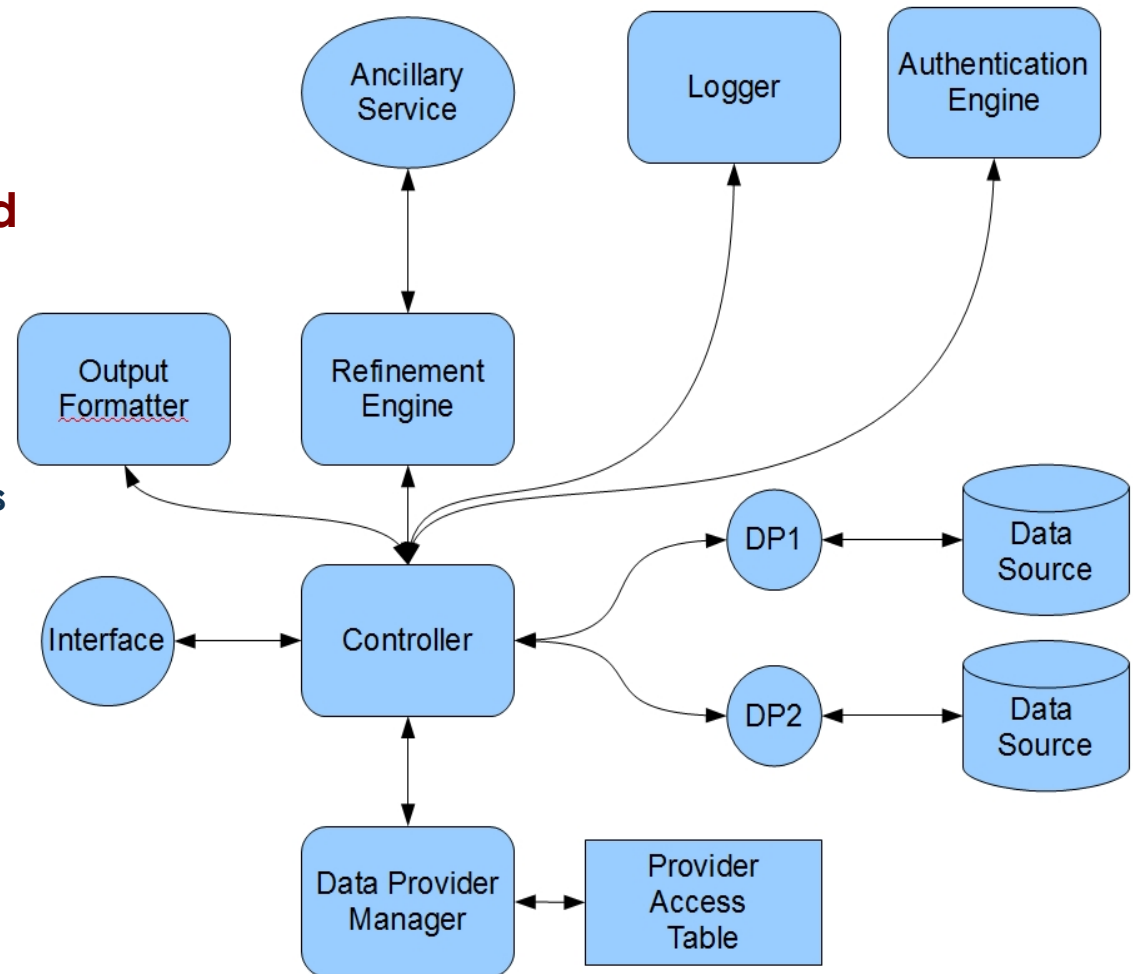 Ancillary
Service
Logger
Authentication
Engine
d
Output
Formatter
Refinement
Engine
s
DP1
Data
Source
Interface
Controller
DP2
Data
Source
Data Provider
Manager
Provider
Access
Table